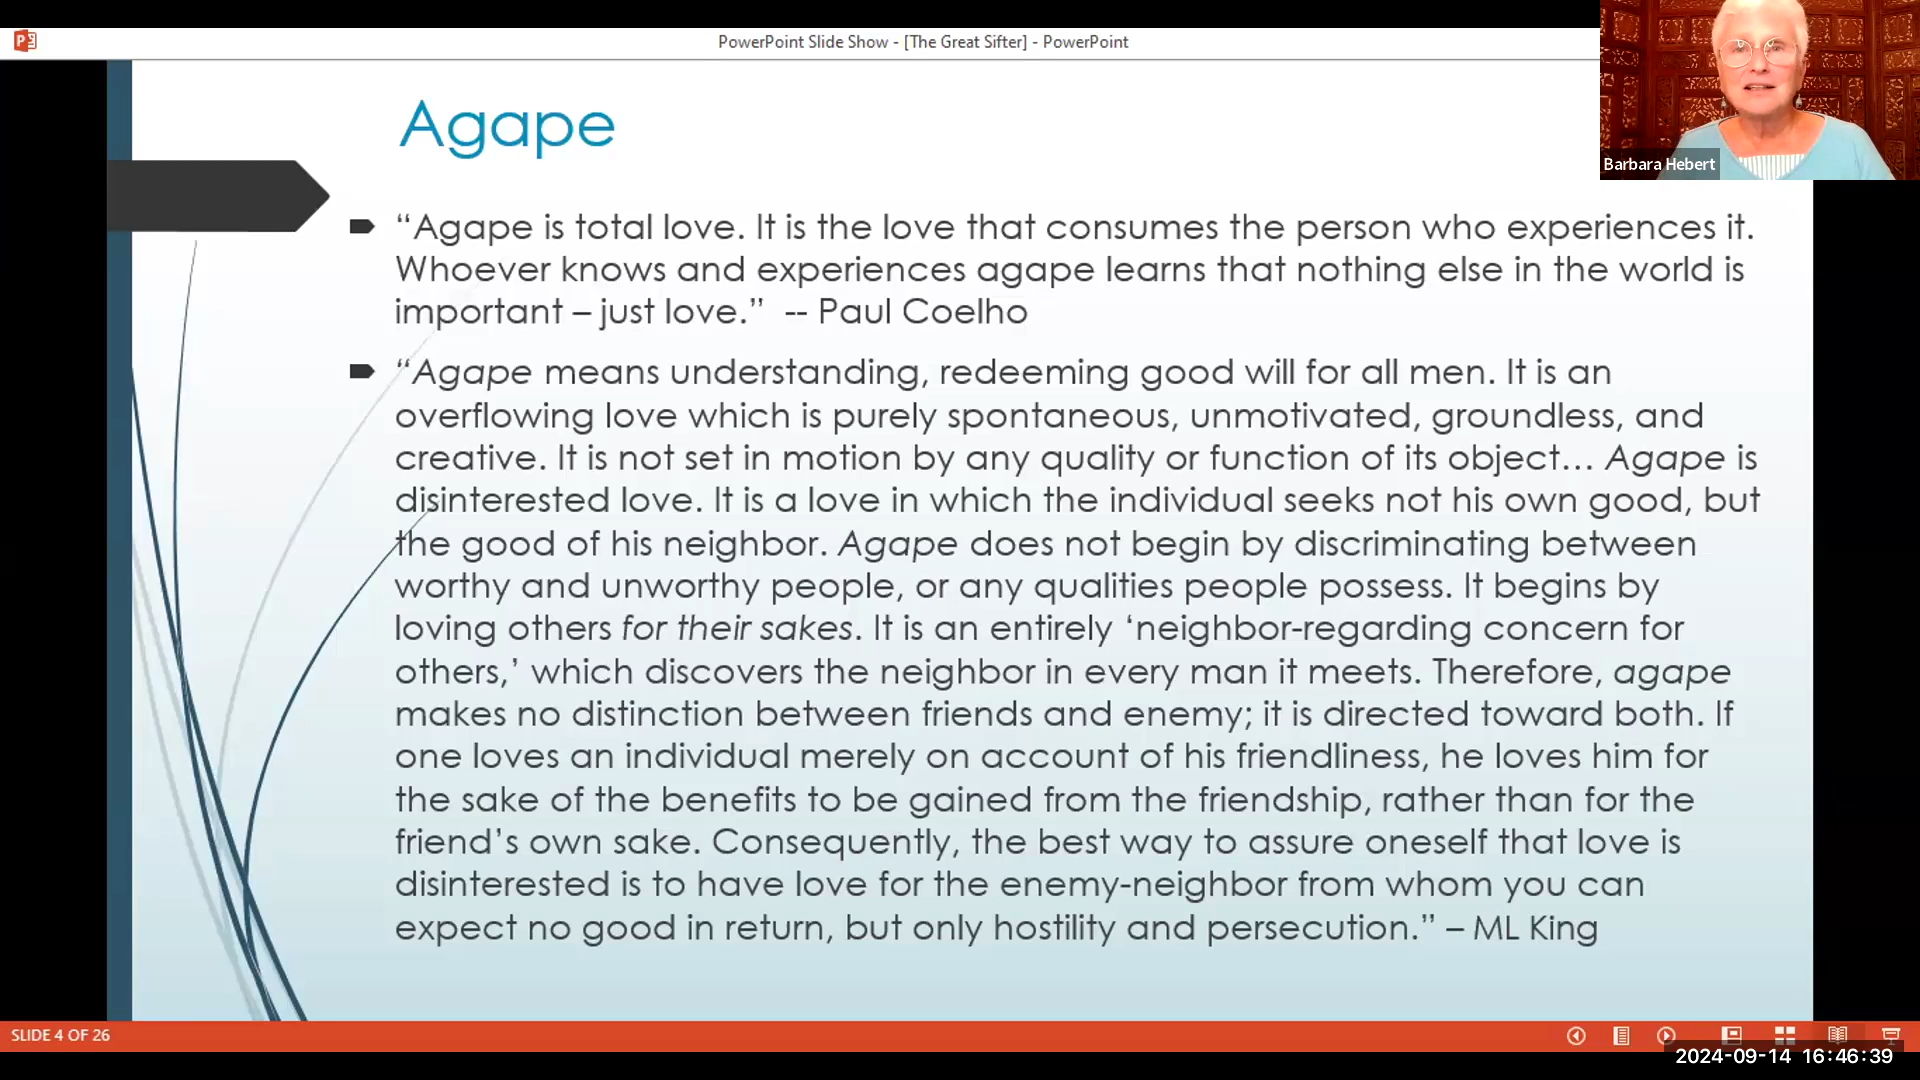 PowerPoint Slide Show - [The Great Sifter] - PowerPoint
Barbara Hebert
Agape
“Agape is total love. It is the love that consumes the person who experiences it.
Whoever knows and experiences agape learns that nothing else in the world is
important – just love.” -- Paul Coelho
“Agape means understanding, redeeming good will for all men. It is an
overflowing love which is purely spontaneous, unmotivated, groundless, and
creative. It is not set in motion by any quality or function of its object… Agape is
disinterested love. It is a love in which the individual seeks not his own good, but
the good of his neighbor. Agape does not begin by discriminating between
worthy and unworthy people, or any qualities people possess. It begins by
loving others for their sakes. It is an entirely ‘neighbor-regarding concern for
others,’ which discovers the neighbor in every man it meets. Therefore, agape
makes no distinction between friends and enemy; it is directed toward both. If
one loves an individual merely on account of his friendliness, he loves him for
the sake of the benefits to be gained from the friendship, rather than for the
friend’s own sake. Consequently, the best way to assure oneself that love is
disinterested is to have love for the enemy-neighbor from whom you can
expect no good in return, but only hostility and persecution.” – ML King
SLIDE 4 OF 26
2024-09-14 16:46:39